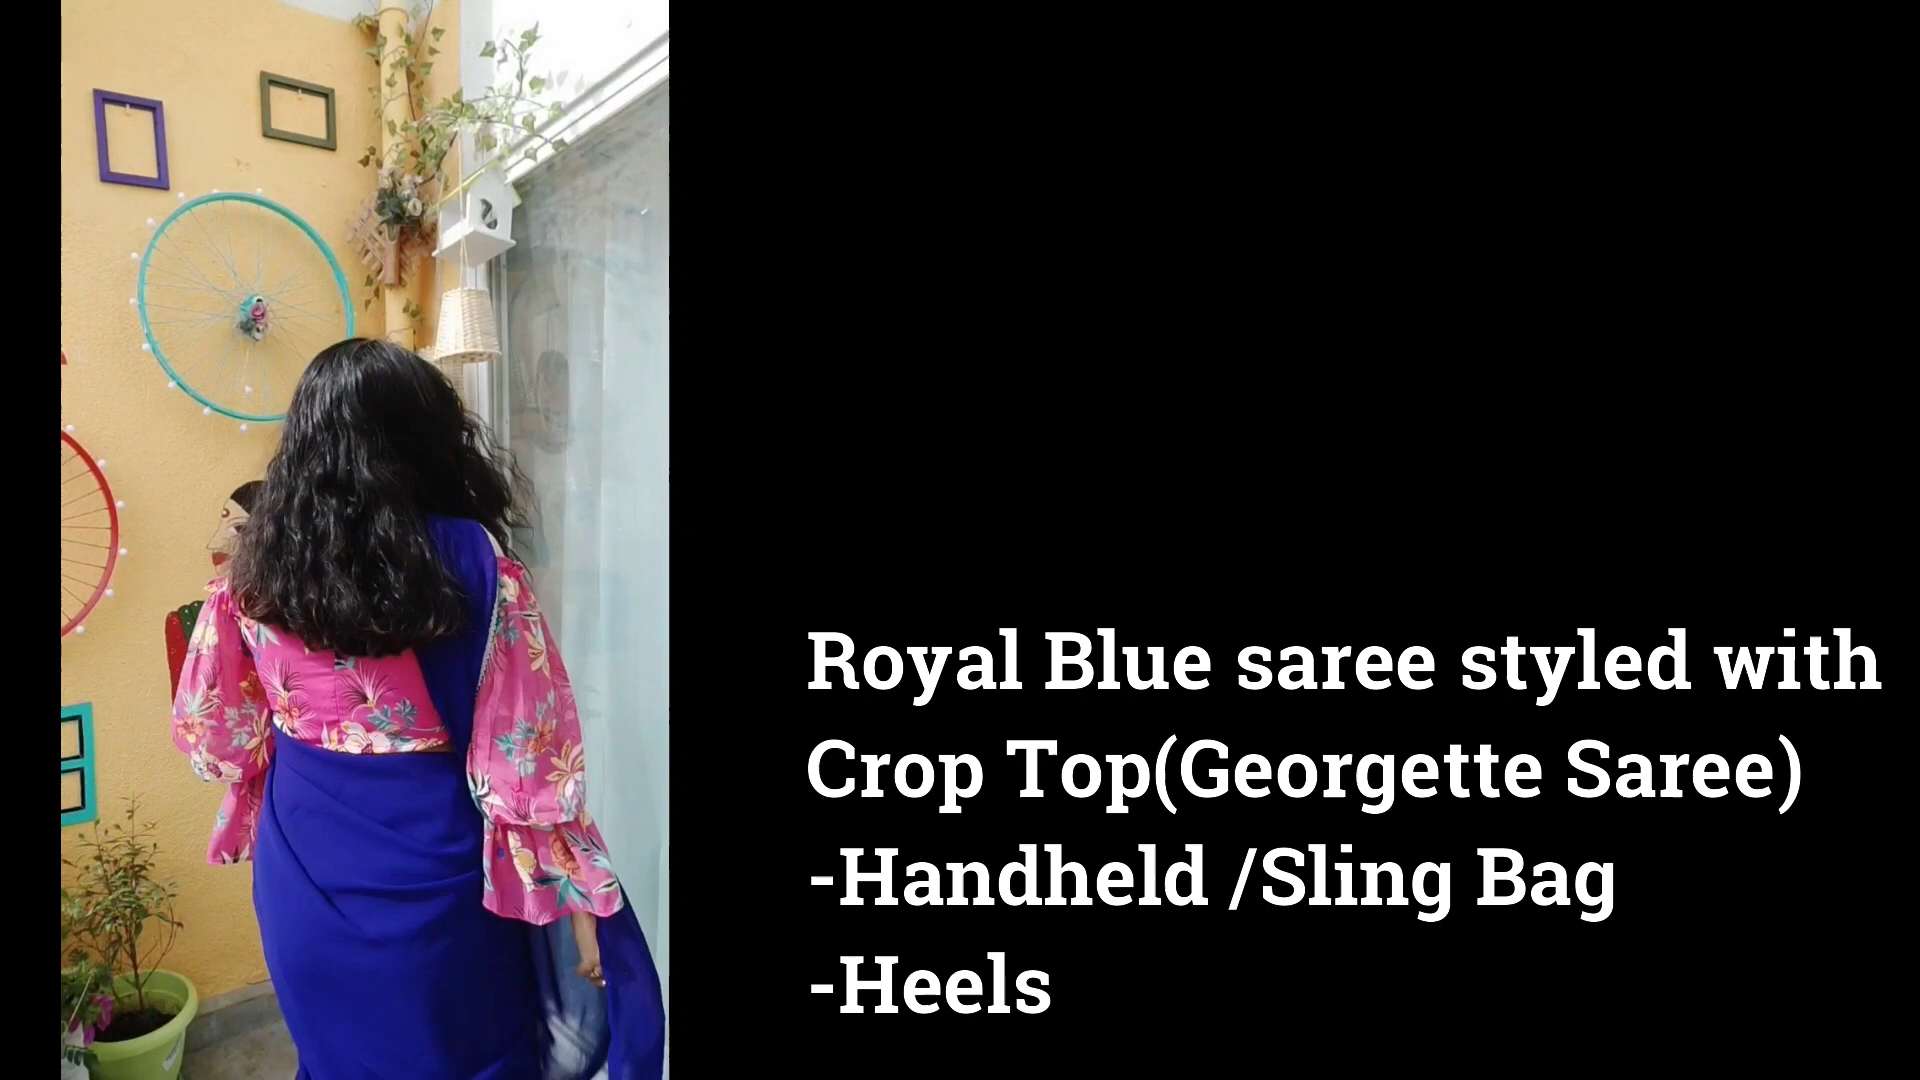 Royal Blue saree styled with
Crop Top(Georgette Saree)
-Handheld /Sling Bag
-Heels